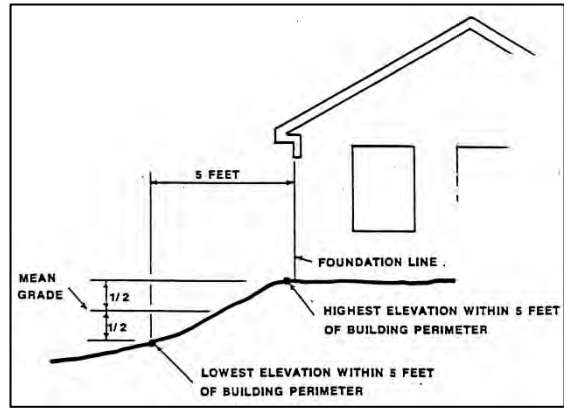 5 FEET
FOUNDATION LINE.
MEAN
GRADE
1/2
1/2
HIGHEST ELEVATION WITHIN 5 FEET
OF BUILDING PERIMETER
LOWEST ELEVATION WITHIN 5 FEET
OF BUILDING PERIMETER